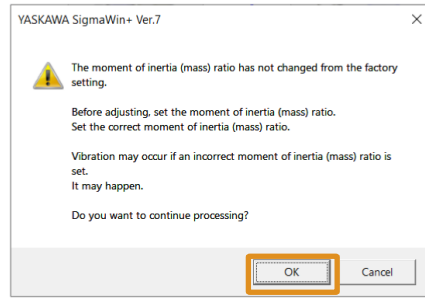 YASKAWA SigmaWin+ Ver.7
The moment of inertia (mass) ratio has not changed from the factory
setting.
Before adjusting, set the moment of inertia (mass) ratio.
Set the correct moment of inertia (mass) ratio.
Vibration may occur if an incorrect moment of inertia (mass) ratio is
set.
It may happen.
Do you want to continue processing?
OK
Cancel